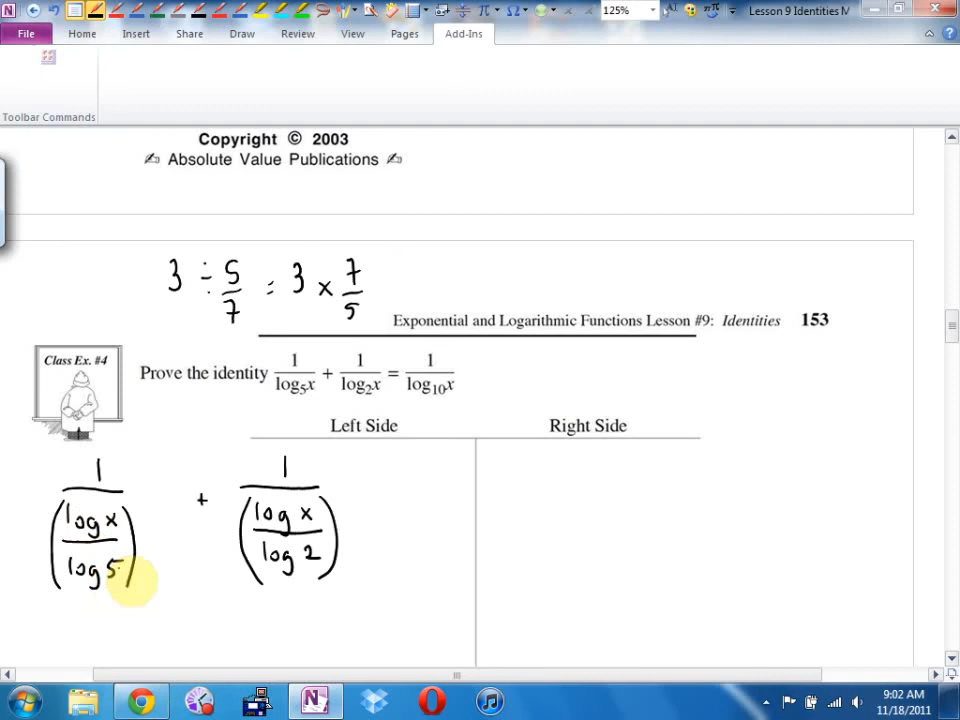 125% Lesson 9 Identities M
File Home Insert Share Draw Review View Pages Add-Ins
Toolbar Commands
Copyright © 2003
✍ Absolute Value Publications ✍
3 ÷ 5/7 = 3 × 7/5
Exponential and Logarithmic Functions Lesson #9: Identities 153
Class Ex. #4
Prove the identity 1/log₅x + 1/log₂x = 1/log₁₀x
Left Side Right Side
1/(log x/log 5) + 1/(log x/log 2)
9:02 AM
11/18/2011